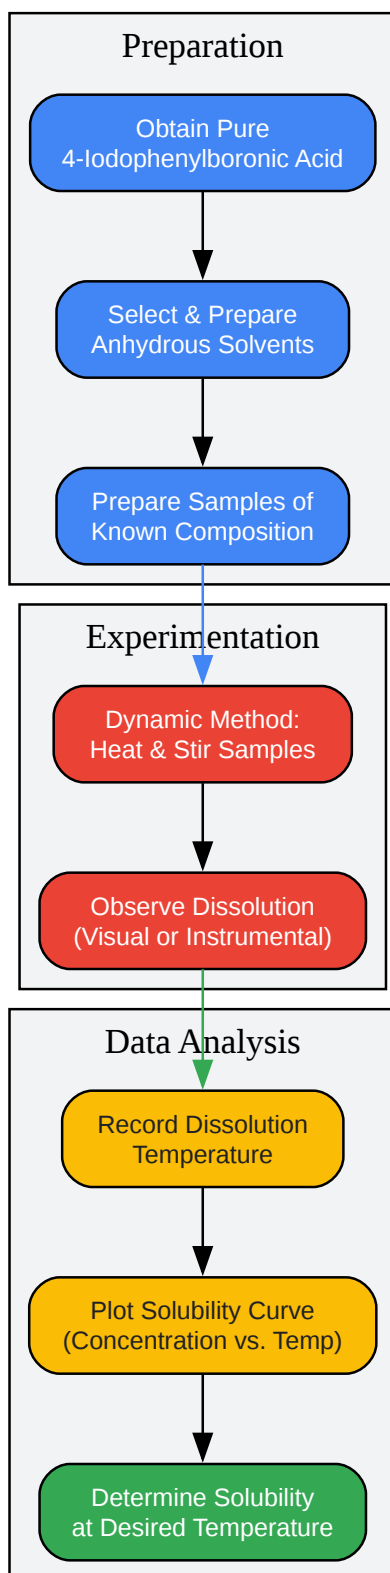 Preparation
Obtain Pure
4-Iodophenylboronic Acid
Select & Prepare
Anhydrous Solvents
Prepare Samples of
Known Composition
Experimentation
Dynamic Method:
Heat & Stir Samples
Observe Dissolution
(Visual or Instrumental)
Data Analysis
Record Dissolution
Temperature
Plot Solubility Curve
(Concentration vs. Temp)
Determine Solubility
at Desired Temperature